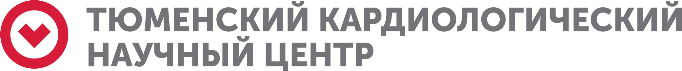 ТЮМЕНСКИЙ КАРДИОЛОГИЧЕСКИЙ
НАУЧНЫЙ ЦЕНТР